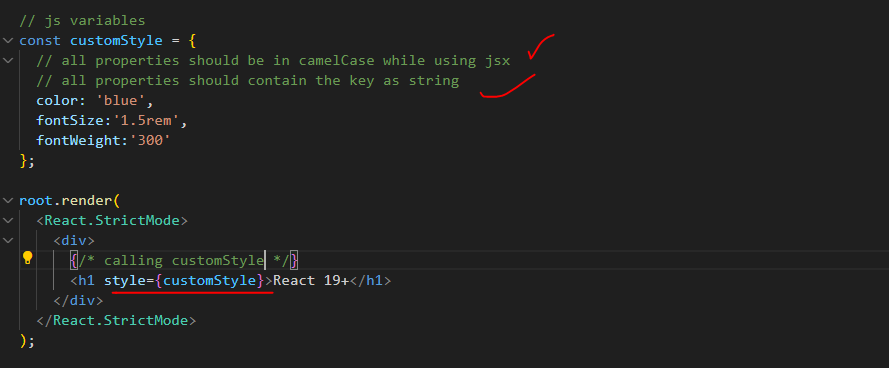 // js variables
const customStyle = {
// all properties should be in camelCase while using jsx
// all properties should contain the key as string
color: 'blue',
fontSize:'1.5rem',
fontWeight:'300'
};
root.render(
<React.StrictMode>
<div>
{/* calling customStyle */}
<h1 style={customStyle}>React 19+</h1>
</div>
</React.StrictMode>
);